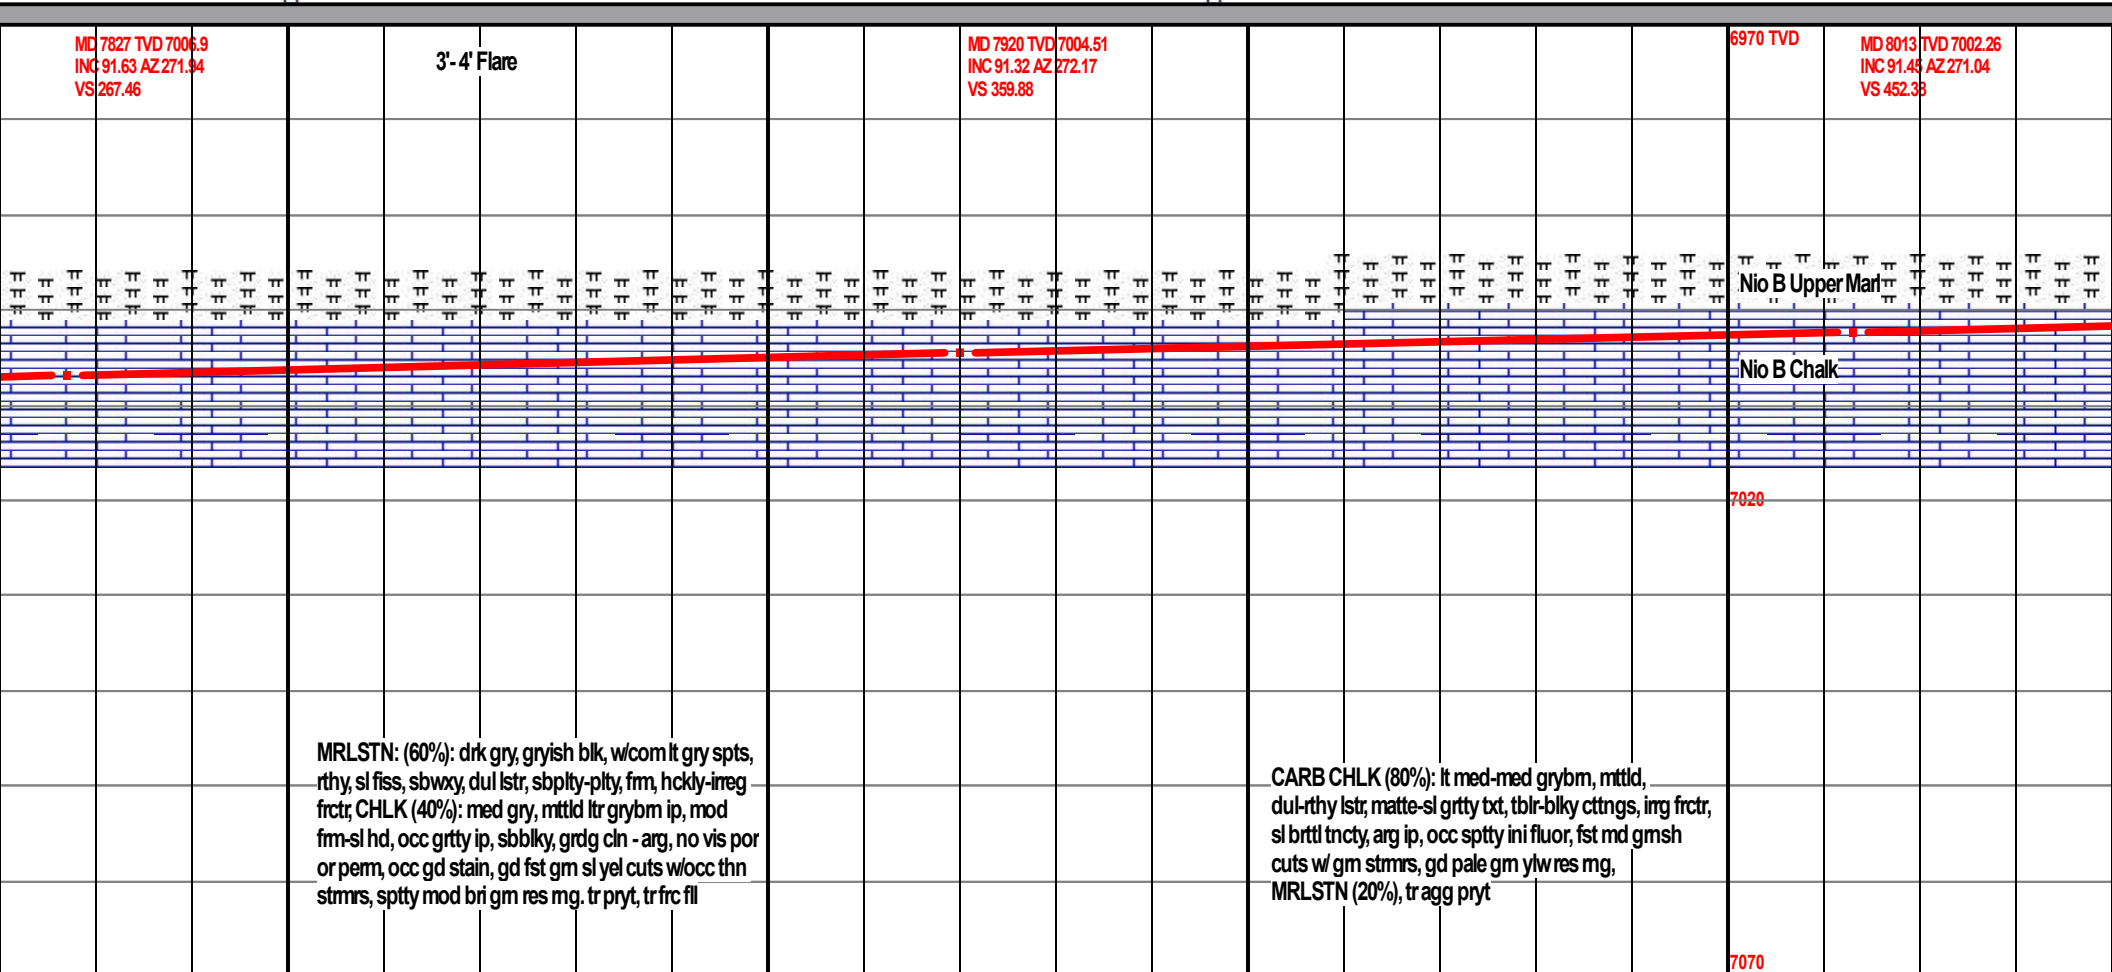 MD 7827 TVD 7006.9
INC 91.63 AZ 271.94
VS 267.46
3'- 4' Flare
MD 7920 TVD 7004.51
INC 91.32 AZ 272.17
VS 359.88
6970 TVD
MD 8013 TVD 7002.26
INC 91.45 AZ 271.04
VS 452.33
Nio B Upper Marl
Nio B Chalk
7020
MRLSTN: (60%): drk gry, gryish blk, w/com lt gry spts,
rthy, sl fiss, sbwxy, dul lstr, sbplty-plty, frm, hckly-irreg
frctr, CHLK (40%): med gry, mttld ltr grybrn ip, mod
frm-sl hd, occ grtty ip, sbblky, grdg cln - arg, no vis por
or perm, occ gd stain, gd fst grn sl yel cuts w/occ thn
strmrs, sptty mod bri grn res rng. tr pryt, tr frc fll
CARB CHLK (80%): lt med-med grybrn, mttld,
dul-rthy lstr, matte-sl grtty txt, tblr-blky cttngs, irrg frctr,
sl brttl tncty, arg ip, occ sptty ini fluor, fst md grnsh
cuts w/ grn strmrs, gd pale grn ylw res rng,
MRLSTN (20%), tr agg pryt
7070